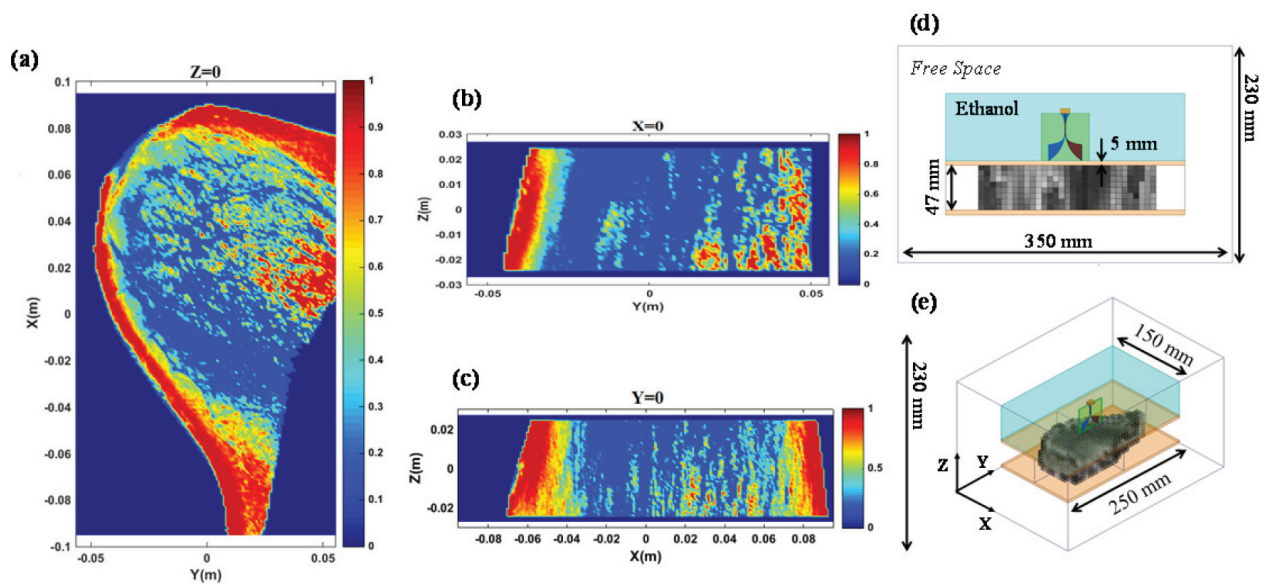 (a)
Z=0
0.1
0.08
0.06
0.04
0.02
0
-0.02
-0.04
-0.06
-0.08
-0.1
X(m)
-0.05
0
0.05
Y(m)
1
0.9
0.8
0.7
0.6
0.5
0.4
0.3
0.2
0.1
0
(b)
X=0
0.03
0.02
0.01
0
-0.01
-0.02
-0.03
Z(m)
-0.05
0
0.05
Y(m)
1
0.8
0.6
0.4
0.2
0
(c)
Y=0
0.02
0
-0.02
Z(m)
-0.08
-0.06
-0.04
-0.02
0
0.02
0.04
0.06
0.08
X(m)
1
0.5
0
(d)
Free Space
Ethanol
5 mm
47 mm
350 mm
230 mm
(e)
150 mm
230 mm
Z
Y
X
250 mm